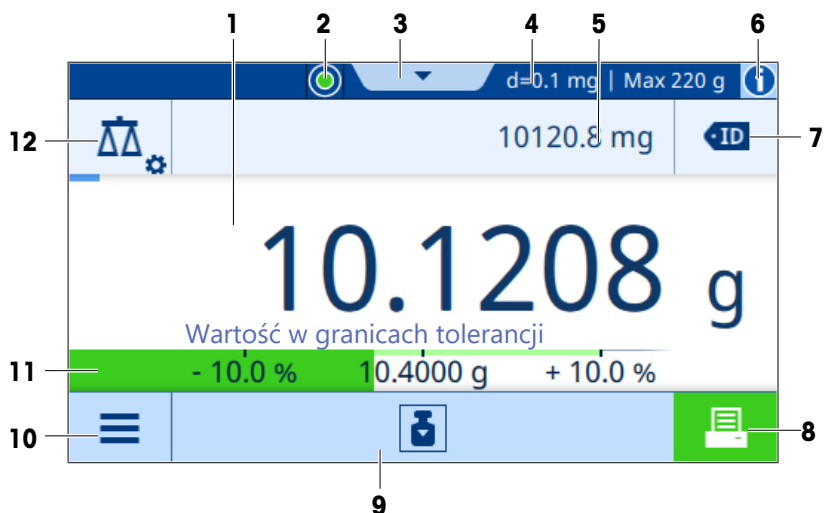 1 2 3 4 5 6
d=0.1 mg | Max 220 g i
12 10120.8 mg ID 7
10.1208 g
Wartość w granicach tolerancji
11 - 10.0 % 10.4000 g + 10.0 %
10 8
9